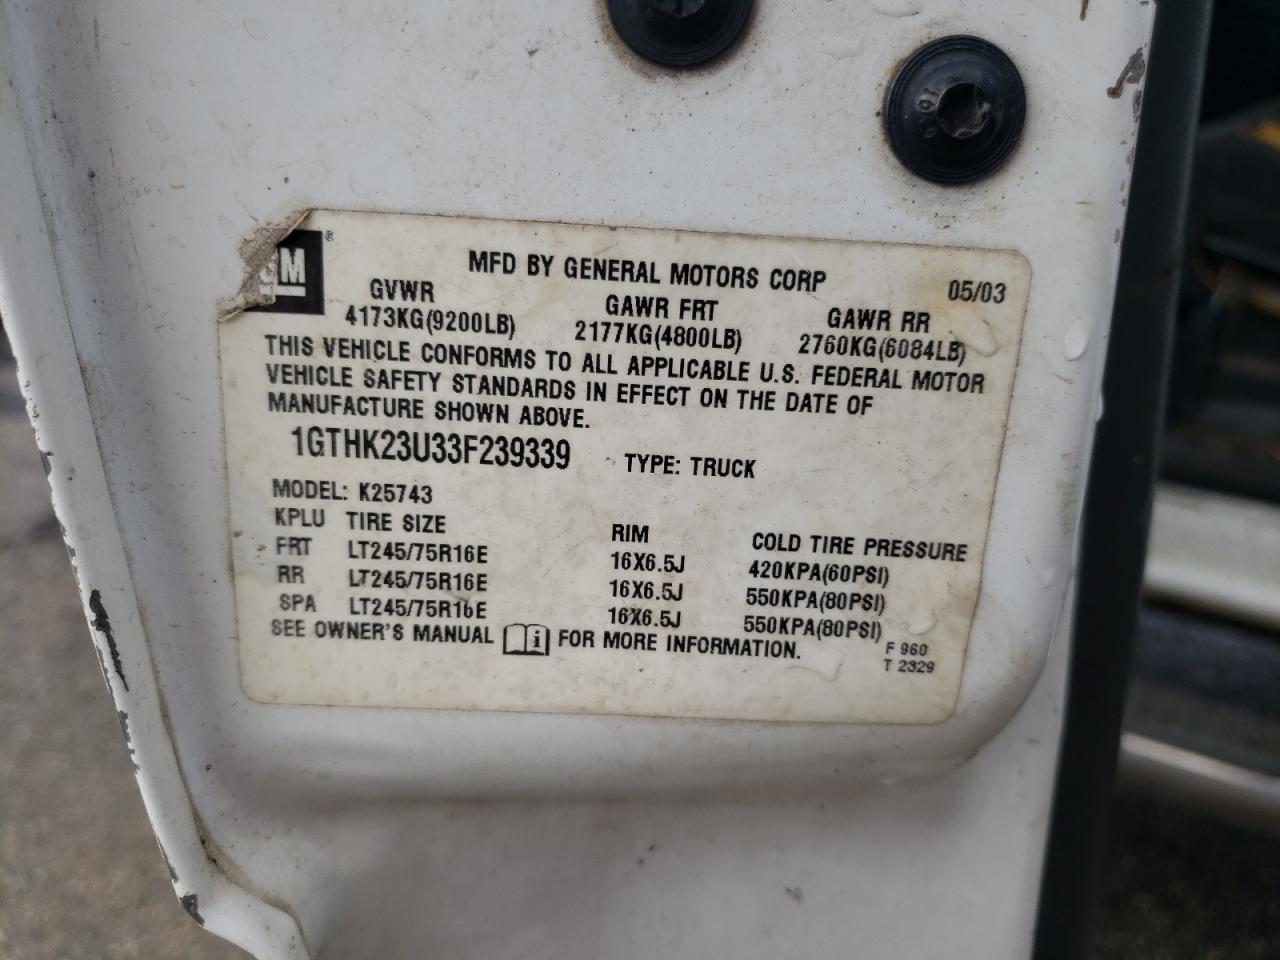 GM ®
MFD BY GENERAL MOTORS CORP 05/03
GVWR GAWR FRT GAWR RR
4173KG(9200LB) 2177KG(4800LB) 2760KG(6084LB)
THIS VEHICLE CONFORMS TO ALL APPLICABLE U.S. FEDERAL MOTOR
VEHICLE SAFETY STANDARDS IN EFFECT ON THE DATE OF
MANUFACTURE SHOWN ABOVE.
1GTHK23U33F239339 TYPE: TRUCK
MODEL: K25743
KPLU TIRE SIZE RIM COLD TIRE PRESSURE
FRT LT245/75R16E 16X6.5J 420KPA(60PSI)
RR LT245/75R16E 16X6.5J 550KPA(80PSI)
SPA LT245/75R16E 16X6.5J 550KPA(80PSI)
SEE OWNER'S MANUAL i FOR MORE INFORMATION.
F 960
T 2329